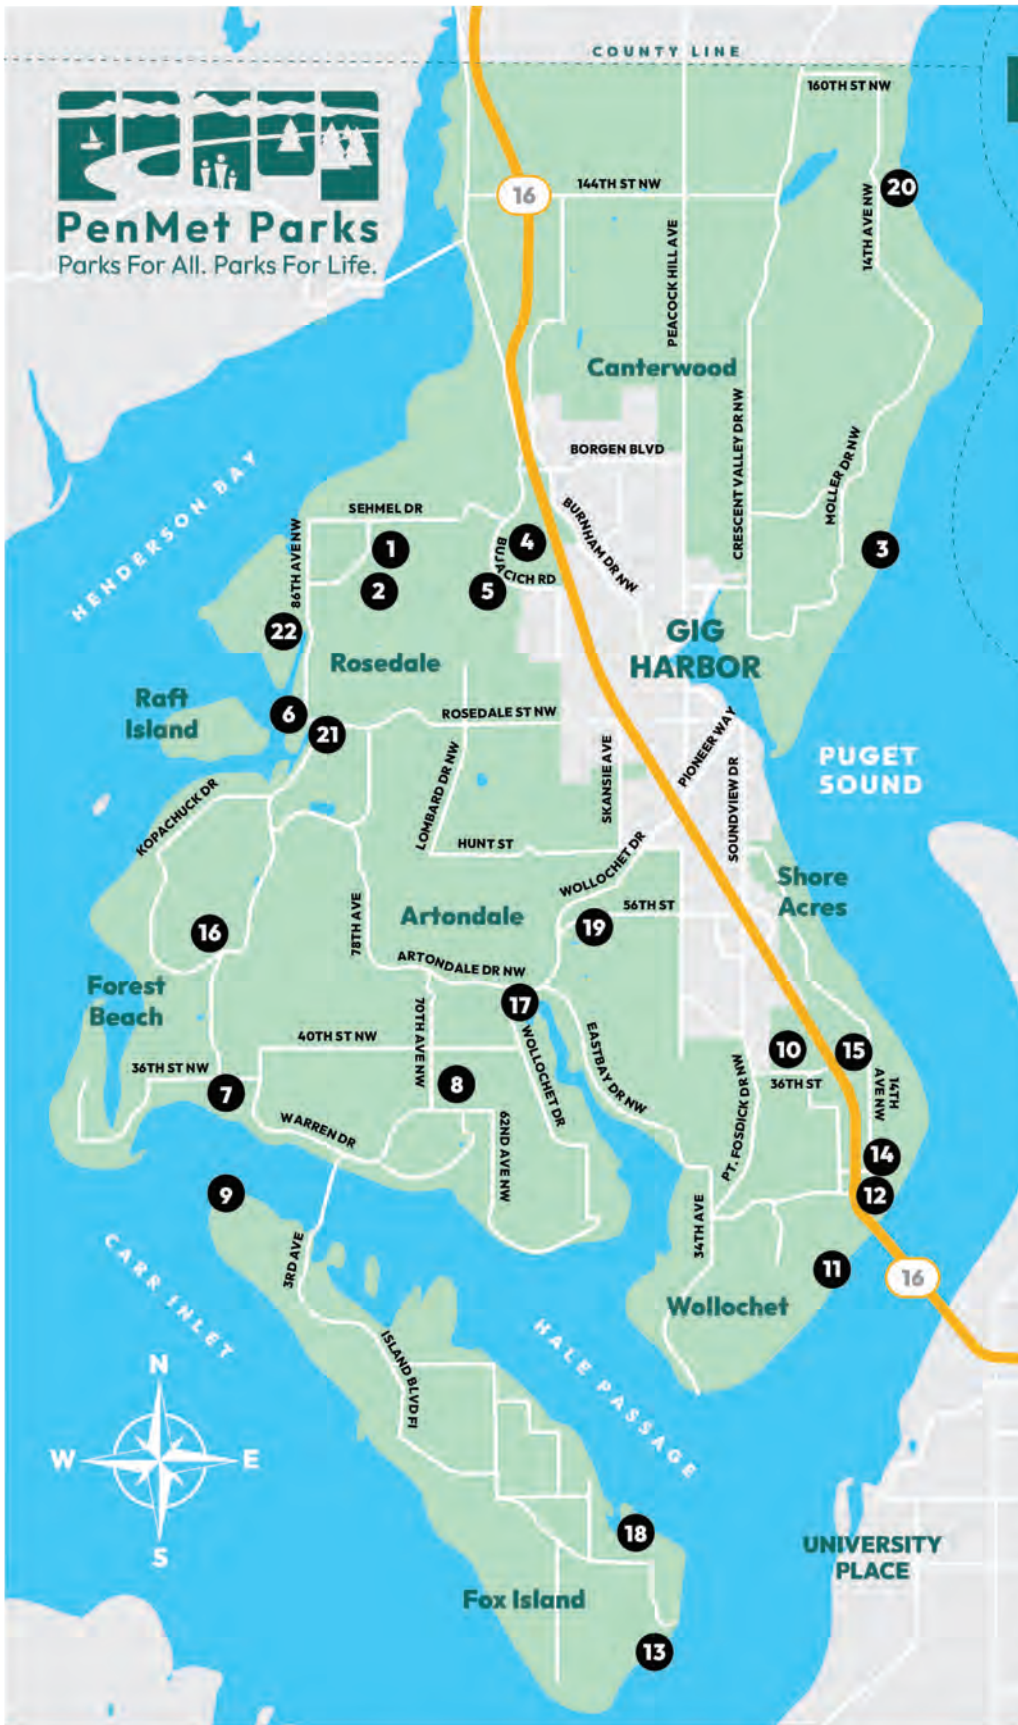 COUNTY LINE
160TH ST NW
PenMet Parks
Parks For All. Parks For Life.
16
144TH ST NW
20
14TH AVE NW
PEACOCK HILL AVE
Canterwood
CRESCENT VALLEY DR NW
BORGEN BLVD
MOLLER DR NW
HENDERSON BAY
SEHMEL DR
BURNHAM DR NW
86TH AVE NW
1
4
3
BUJACICH RD
2
5
22
Rosedale
GIG
HARBOR
Raft
Island
6
21
ROSEDALE ST NW
PIONEER WAY
PUGET
SOUND
LOMBARD DR NW
SKANSIE AVE
SOUNDVIEW DR
KOPACHUCK DR
HUNT ST
WOLLOCHET DR
Shore
Acres
78TH AVE
Artondale
56TH ST
19
16
ARTONDALE DR NW
Forest
Beach
17
70TH AVE NW
40TH ST NW
WOLLOCHET DR
EASTBAY DR NW
10
15
36TH ST NW
7
8
PT. FOSDICK DR NW
36TH ST
14TH
AVE NW
WARREN DR
62ND AVE NW
14
9
12
34TH AVE
3RD AVE
11
16
CARR INLET
Wollochet
HALE PASSAGE
ISLAND BLVD FI
N
W
E
S
18
UNIVERSITY
PLACE
Fox Island
13